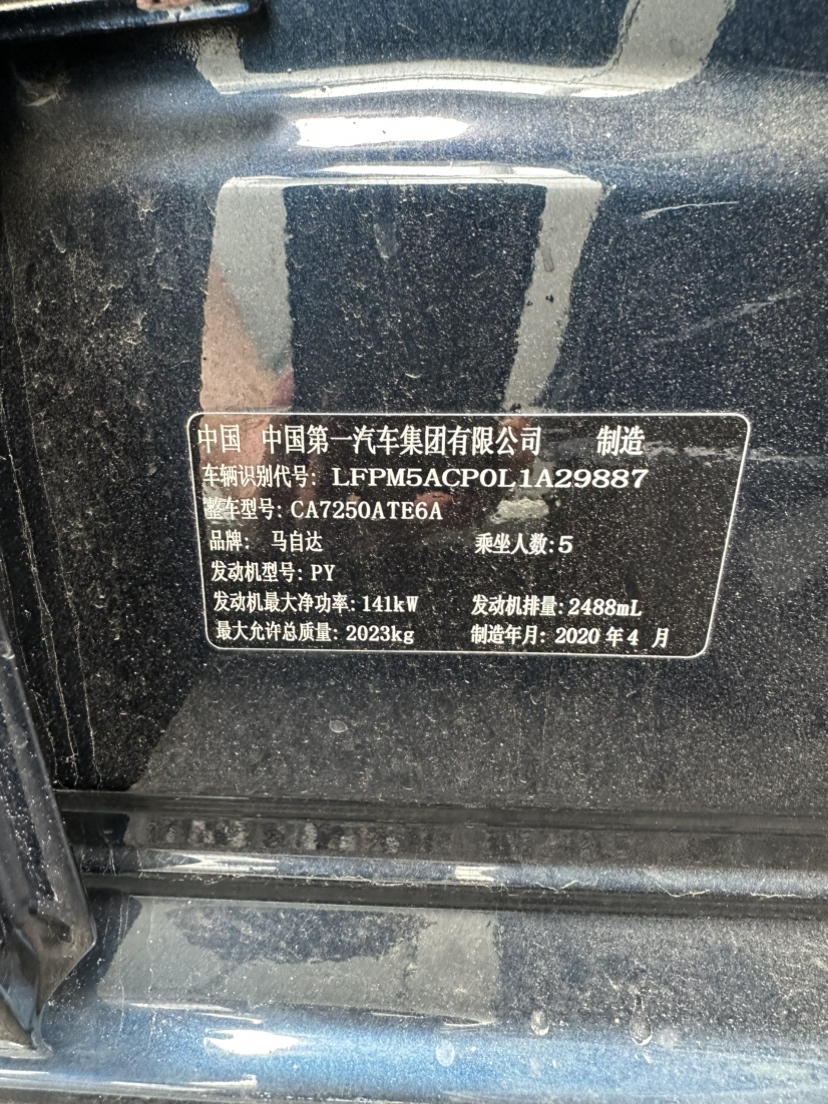 中国 中国第一汽车集团有限公司 制造
车辆识别代号: LFPM5ACP0L1A29887
整车型号: CA7250ATE6A
品牌: 马自达 乘坐人数: 5
发动机型号: PY
发动机最大净功率: 141kW 发动机排量: 2488mL
最大允许总质量: 2023kg 制造年月: 2020 年 4 月